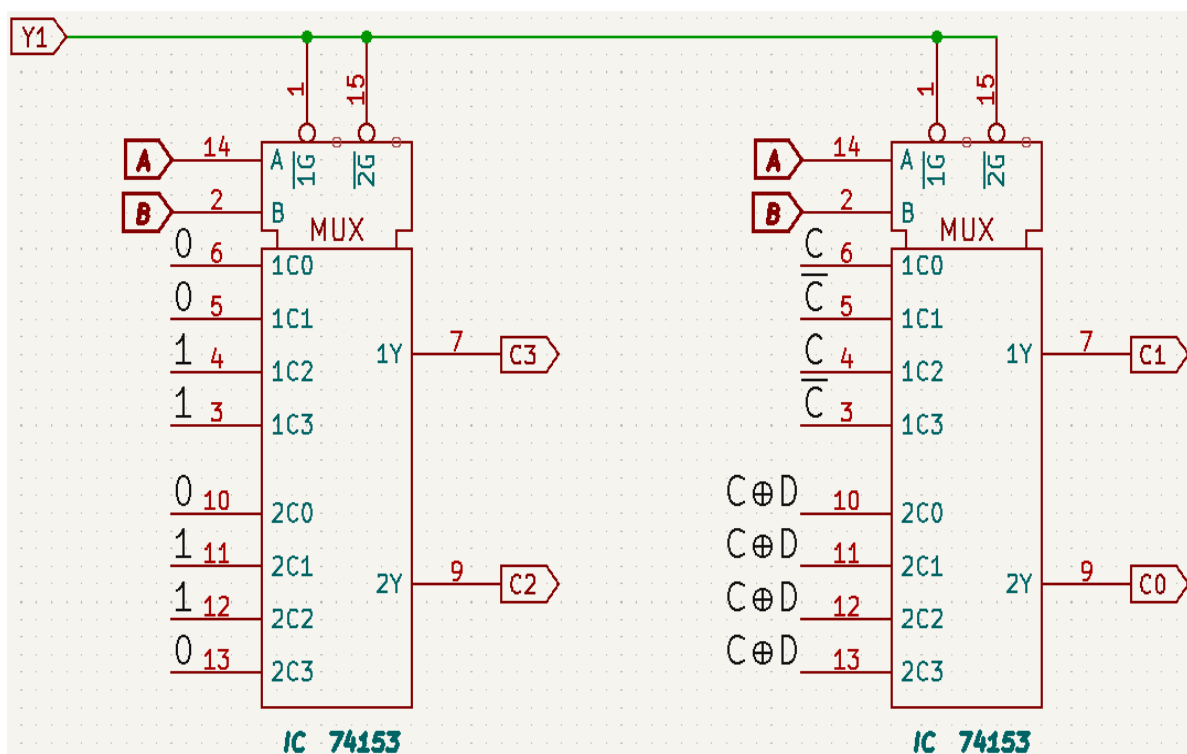 Y1
1 15 1 15
A 14 A 1G 2G A 14 A 1G 2G
B 2 B B 2 B
MUX MUX
0 6 1C0 C 6 1C0
0 5 1C1 C̅ 5 1C1
1Y 7 C3 1Y 7 C1
1 4 1C2 C 4 1C2
1 3 1C3 C̅ 3 1C3
0 10 2C0 C⊕D 10 2C0
1 11 2C1 C⊕D 11 2C1
2Y 9 C2 2Y 9 C0
1 12 2C2 C⊕D 12 2C2
0 13 2C3 C⊕D 13 2C3
IC 74153 IC 74153